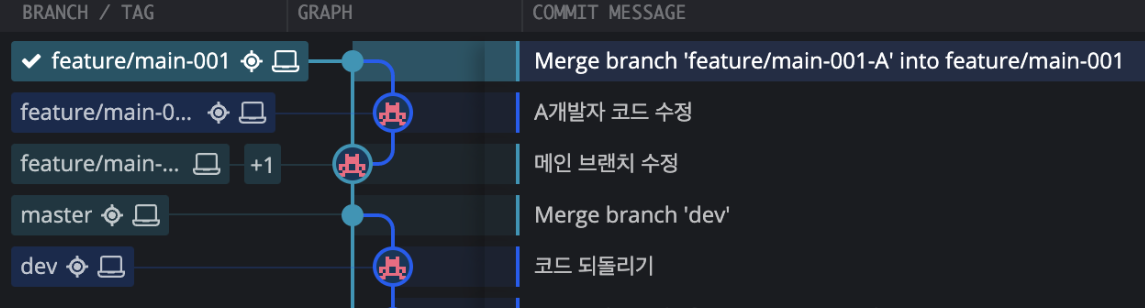 BRANCH / TAG GRAPH COMMIT MESSAGE
feature/main-001 Merge branch 'feature/main-001-A' into feature/main-001
feature/main-0... A개발자 코드 수정
feature/main-... +1 메인 브랜치 수정
master Merge branch 'dev'
dev 코드 되돌리기